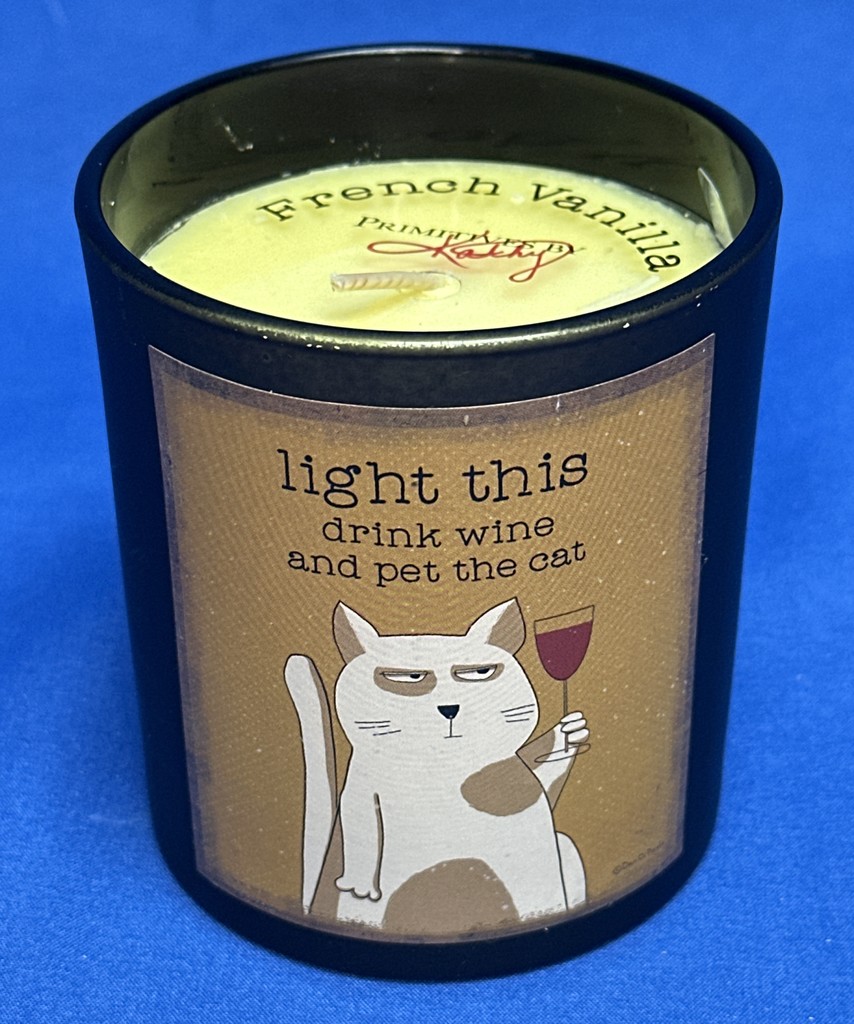 French Vanilla
PRIMITIVES BY
Kathy
light this
drink wine
and pet the cat